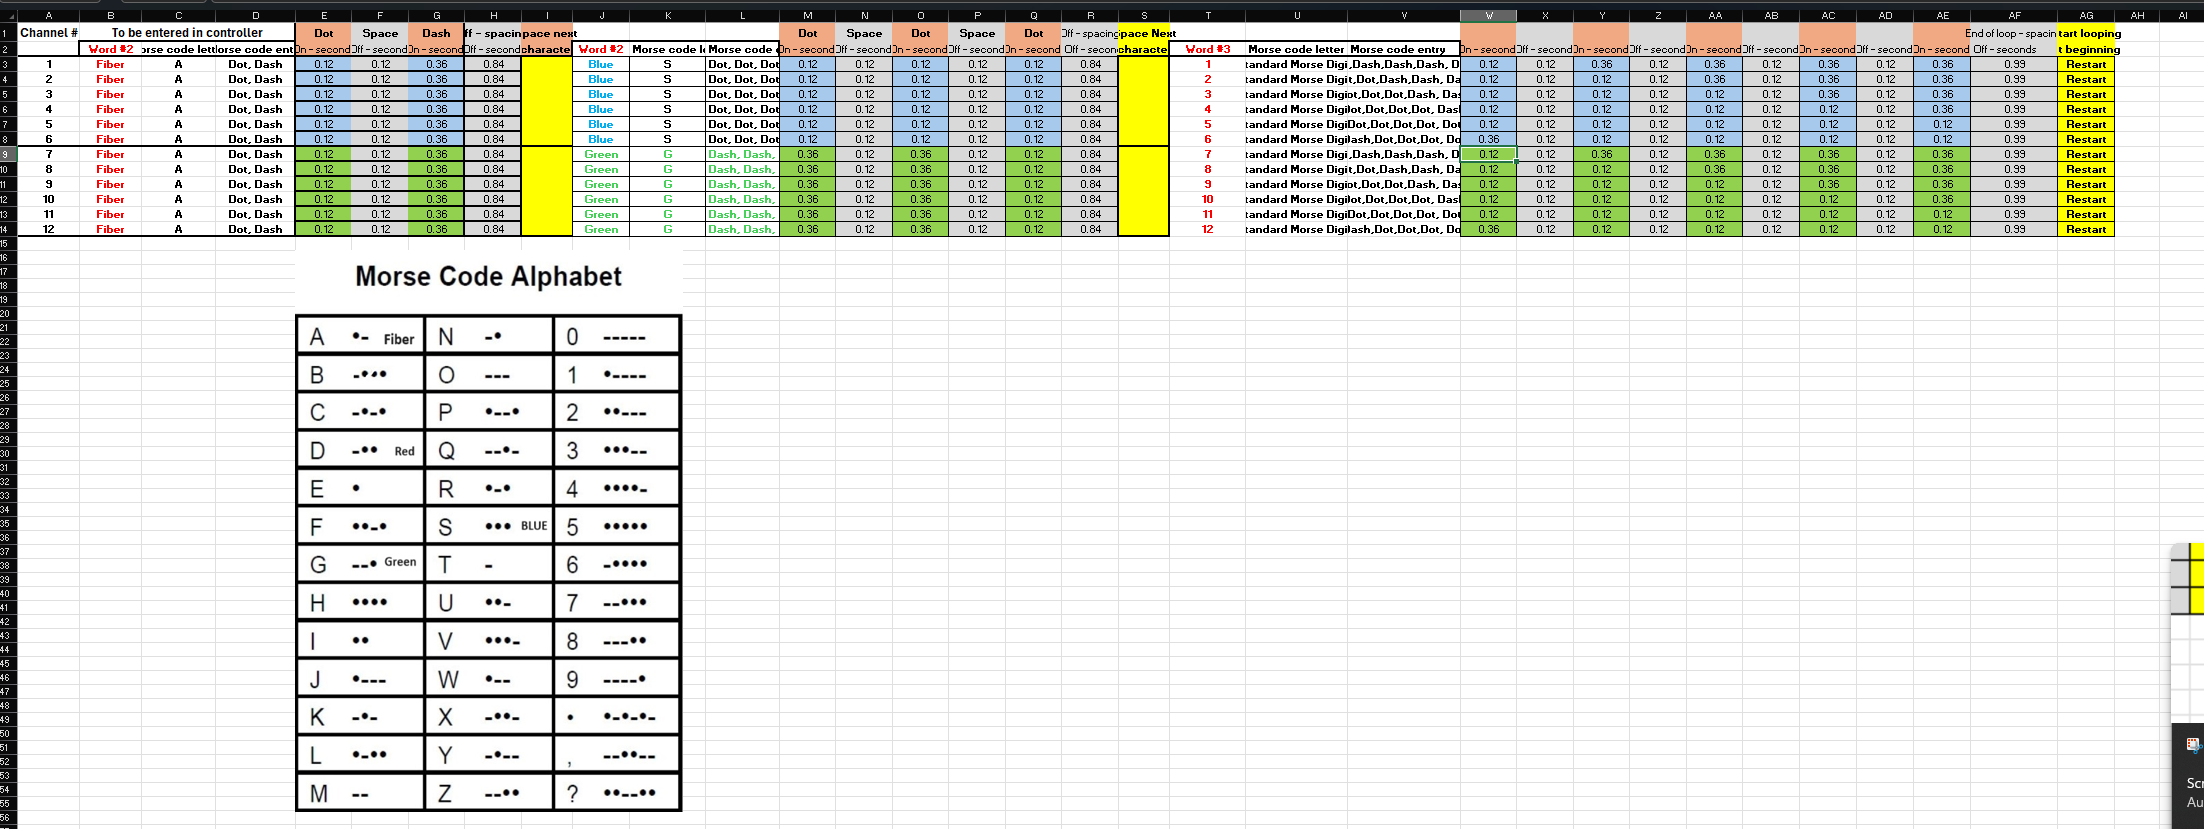 A B C D E F G H I J K L M N O P Q R S T U V W X Y Z AA AB AC AD AE AF AG AH AI
1 Channel # To be entered in controller Dot Space Dash ff - spacin pace next Dot Space Dot Space Dot Off - spacing pace Next End of loop - spacin tart looping
2 Word #2 orse code lett orse code ent On - second Off - second On - second Off - second character Word #2 Morse code l Morse code On - second Off - second On - second Off - second On - second Off - second character Word #3 Morse code letter Morse code entry On - second Off - second On - second Off - second On - second Off - second On - second Off - second On - second Off - seconds t beginning
3 1 Fiber A Dot, Dash 0.12 0.12 0.36 0.84 Blue S Dot, Dot, Dot 0.12 0.12 0.12 0.12 0.12 0.84 1 tandard Morse Digi ,Dash,Dash,Dash, D 0.12 0.12 0.36 0.12 0.36 0.12 0.36 0.12 0.36 0.99 Restart
4 2 Fiber A Dot, Dash 0.12 0.12 0.36 0.84 Blue S Dot, Dot, Dot 0.12 0.12 0.12 0.12 0.12 0.84 2 tandard Morse Digi t,Dot,Dash,Dash, Da 0.12 0.12 0.12 0.12 0.36 0.12 0.36 0.12 0.36 0.99 Restart
5 3 Fiber A Dot, Dash 0.12 0.12 0.36 0.84 Blue S Dot, Dot, Dot 0.12 0.12 0.12 0.12 0.12 0.84 3 tandard Morse Digi ot,Dot,Dot,Dash, Das 0.12 0.12 0.12 0.12 0.12 0.12 0.36 0.12 0.36 0.99 Restart
6 4 Fiber A Dot, Dash 0.12 0.12 0.36 0.84 Blue S Dot, Dot, Dot 0.12 0.12 0.12 0.12 0.12 0.84 4 tandard Morse Digi ot,Dot,Dot,Dot, Das 0.12 0.12 0.12 0.12 0.12 0.12 0.12 0.12 0.36 0.99 Restart
7 5 Fiber A Dot, Dash 0.12 0.12 0.36 0.84 Blue S Dot, Dot, Dot 0.12 0.12 0.12 0.12 0.12 0.84 5 tandard Morse Digi Dot,Dot,Dot,Dot, Do 0.12 0.12 0.12 0.12 0.12 0.12 0.12 0.12 0.12 0.99 Restart
8 6 Fiber A Dot, Dash 0.12 0.12 0.36 0.84 Blue S Dot, Dot, Dot 0.12 0.12 0.12 0.12 0.12 0.84 6 tandard Morse Digi ash,Dot,Dot,Dot, Do 0.36 0.12 0.12 0.12 0.12 0.12 0.12 0.12 0.12 0.99 Restart
9 7 Fiber A Dot, Dash 0.12 0.12 0.36 0.84 Green G Dash, Dash, 0.36 0.12 0.36 0.12 0.12 0.84 7 tandard Morse Digi ,Dash,Dash,Dash, D 0.12 0.12 0.36 0.12 0.36 0.12 0.36 0.12 0.36 0.99 Restart
10 8 Fiber A Dot, Dash 0.12 0.12 0.36 0.84 Green G Dash, Dash, 0.36 0.12 0.36 0.12 0.12 0.84 8 tandard Morse Digi t,Dot,Dash,Dash, Da 0.12 0.12 0.12 0.12 0.36 0.12 0.36 0.12 0.36 0.99 Restart
11 9 Fiber A Dot, Dash 0.12 0.12 0.36 0.84 Green G Dash, Dash, 0.36 0.12 0.36 0.12 0.12 0.84 9 tandard Morse Digi ot,Dot,Dot,Dash, Das 0.12 0.12 0.12 0.12 0.12 0.12 0.36 0.12 0.36 0.99 Restart
12 10 Fiber A Dot, Dash 0.12 0.12 0.36 0.84 Green G Dash, Dash, 0.36 0.12 0.36 0.12 0.12 0.84 10 tandard Morse Digi ot,Dot,Dot,Dot, Das 0.12 0.12 0.12 0.12 0.12 0.12 0.12 0.12 0.36 0.99 Restart
13 11 Fiber A Dot, Dash 0.12 0.12 0.36 0.84 Green G Dash, Dash, 0.36 0.12 0.36 0.12 0.12 0.84 11 tandard Morse Digi Dot,Dot,Dot,Dot, Do 0.12 0.12 0.12 0.12 0.12 0.12 0.12 0.12 0.12 0.99 Restart
14 12 Fiber A Dot, Dash 0.12 0.12 0.36 0.84 Green G Dash, Dash, 0.36 0.12 0.36 0.12 0.12 0.84 12 tandard Morse Digi ash,Dot,Dot,Dot, Do 0.36 0.12 0.12 0.12 0.12 0.12 0.12 0.12 0.12 0.99 Restart
Morse Code Alphabet
A •- Fiber N -• 0 -----
B -••• O --- 1 •----
C -•-• P •--• 2 ••---
D -•• Red Q --•- 3 •••--
E • R •-• 4 ••••-
F ••-• S ••• BLUE 5 •••••
G --• Green T - 6 -••••
H •••• U ••- 7 --•••
I •• V •••- 8 ---••
J •--- W •-- 9 ----•
K -•- X -••- . •-•-•-
L •-•• Y -•-- , --••--
M -- Z --•• ? ••--••
Scr
Au